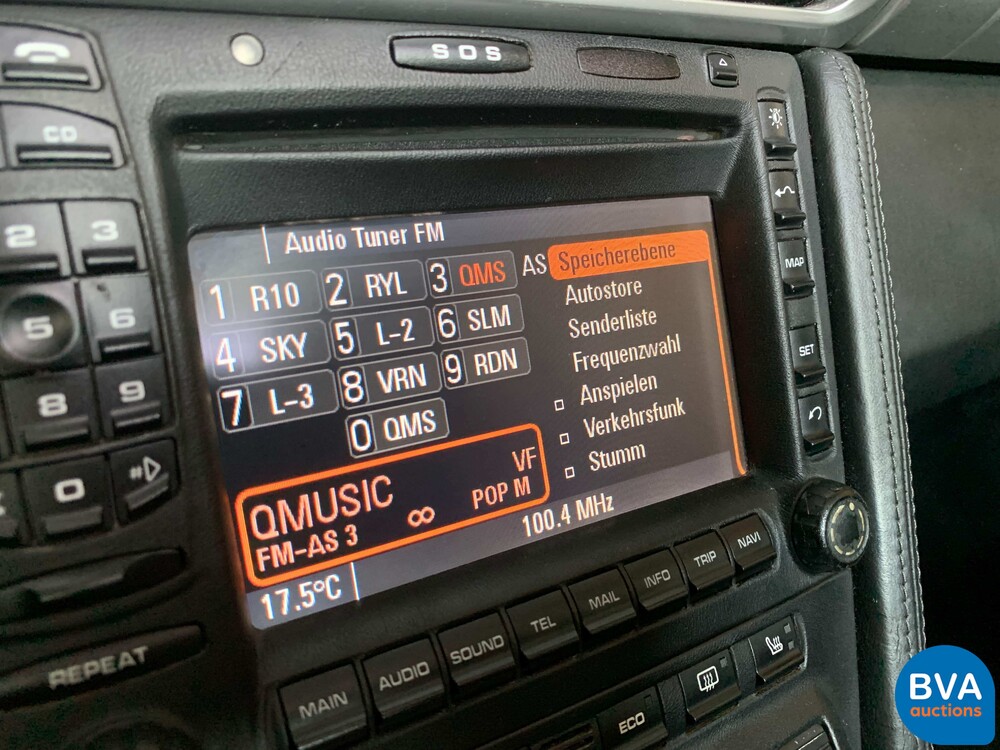 SOS
CD
2 3
5 6
8 9
0 #
REPEAT
Audio Tuner FM
1 R10 2 RYL 3 QMS AS
4 SKY 5 L-2 6 SLM
7 L-3 8 VRN 9 RDN
0 QMS
Speicherebene
Autostore
Senderliste
Frequenzwahl
Anspielen
Verkehrsfunk
Stumm
QMUSIC VF
FM-AS 3 ∞ POP M
100.4 MHz
17.5°C
MAP
SET
MAIN AUDIO SOUND TEL MAIL INFO TRIP NAVI
ECO
BVA
auctions